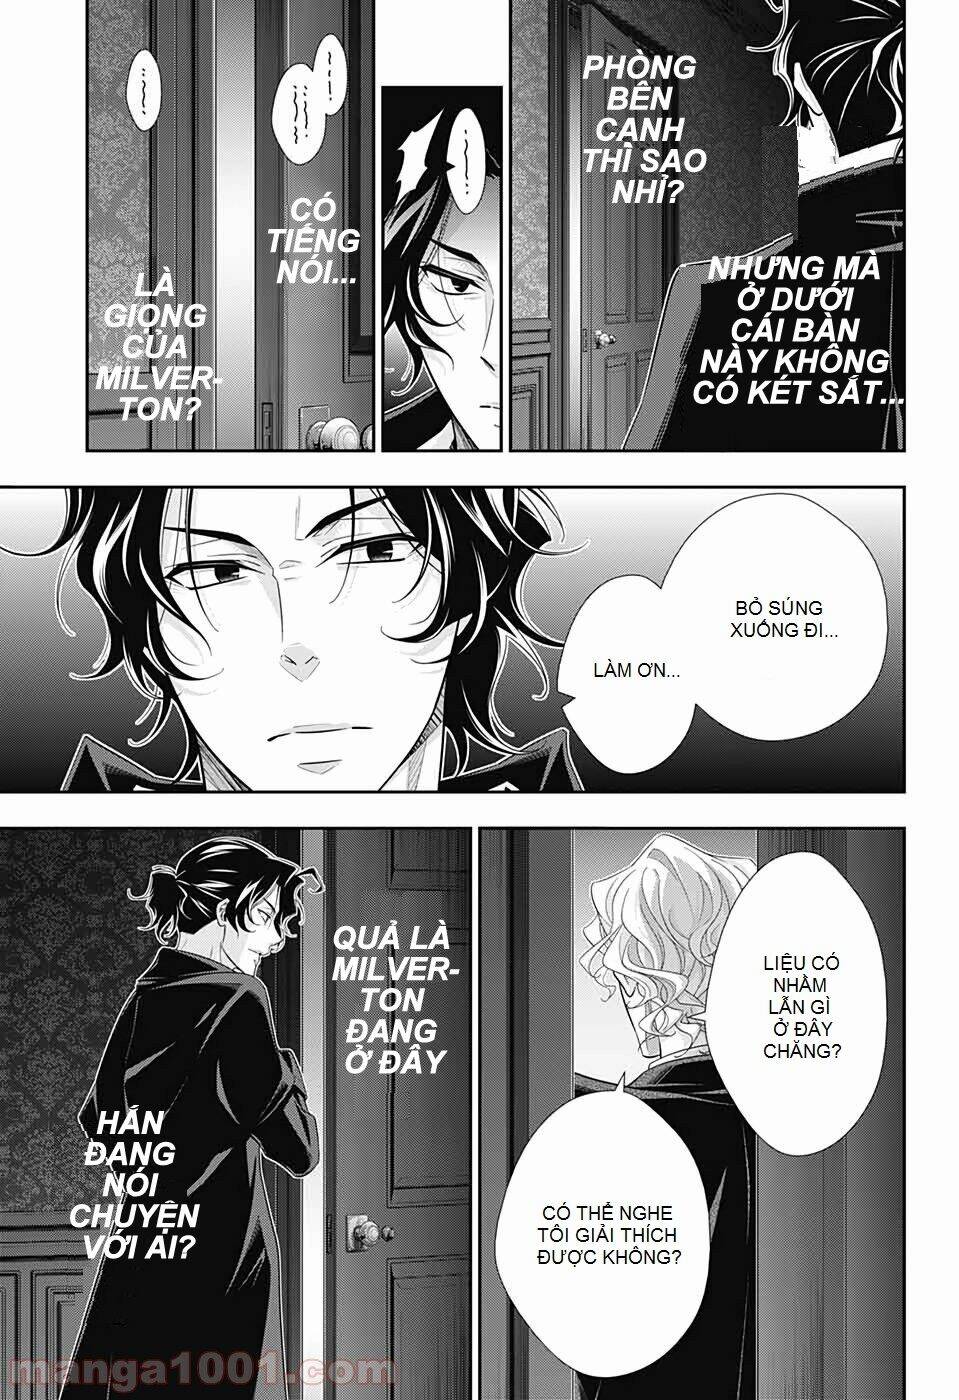 PHÒNG
BÊN
CẠNH
THÌ SAO
NHỈ?
NHƯNG MÀ
Ở DƯỚI
CÁI BÀN
NÀY KHÔNG
CÓ KÉT SẮT...
CÓ
TIẾNG
NÓI...
LÀ
GIỌNG
CỦA
MILVER-
TON?
BỎ SÚNG
XUỐNG ĐI...
LÀM ƠN...
LIỆU CÓ
NHẦM
LẪN GÌ
Ở ĐÂY
CHĂNG?
CÓ THỂ NGHE
TÔI GIẢI THÍCH
ĐƯỢC KHÔNG?
QUẢ LÀ
MILVER-
TON
ĐANG
Ở ĐÂY
HẮN
ĐANG
NÓI
CHUYỆN
VỚI AI?
manga1001.com